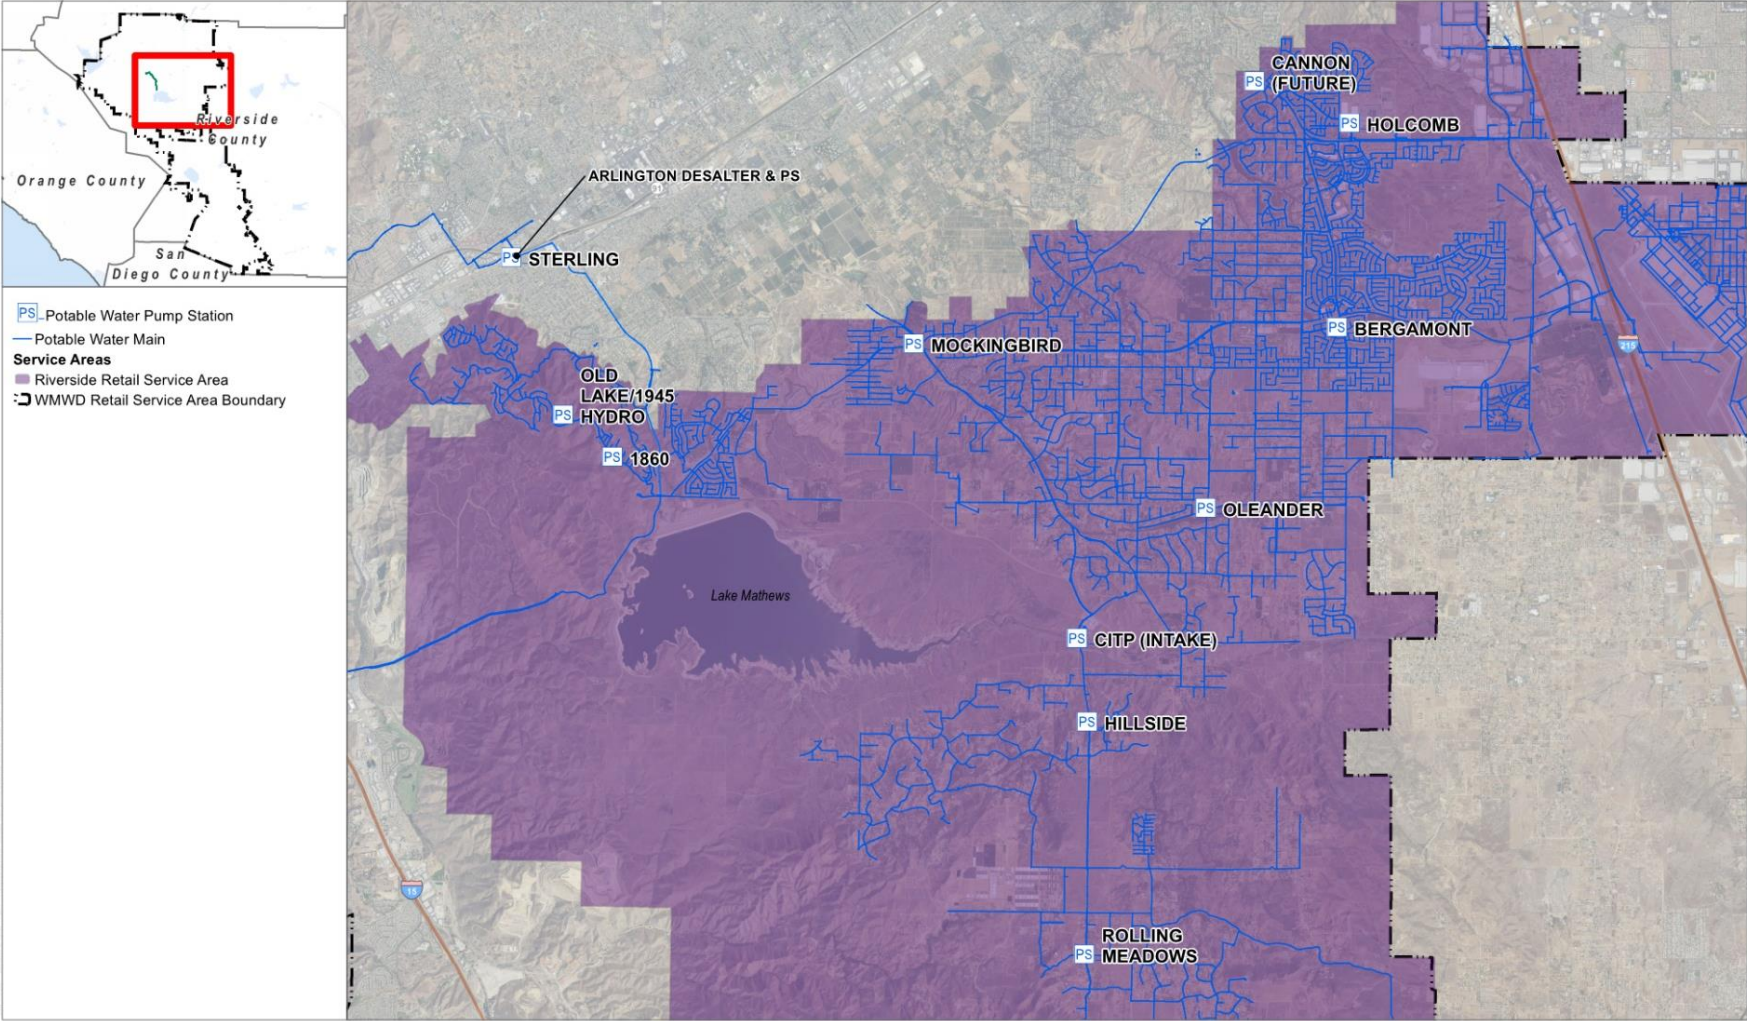 Riverside
County
Orange County
San
Diego County
PS Potable Water Pump Station
Potable Water Main
Service Areas
Riverside Retail Service Area
WMWD Retail Service Area Boundary
CANNON
(FUTURE)
PS
PS HOLCOMB
ARLINGTON DESALTER & PS
91
PS STERLING
PS BERGAMONT
215
PS MOCKINGBIRD
OLD
LAKE/1945
PS HYDRO
PS 1860
PS OLEANDER
Lake Mathews
PS CITP (INTAKE)
PS HILLSIDE
15
ROLLING
PS MEADOWS